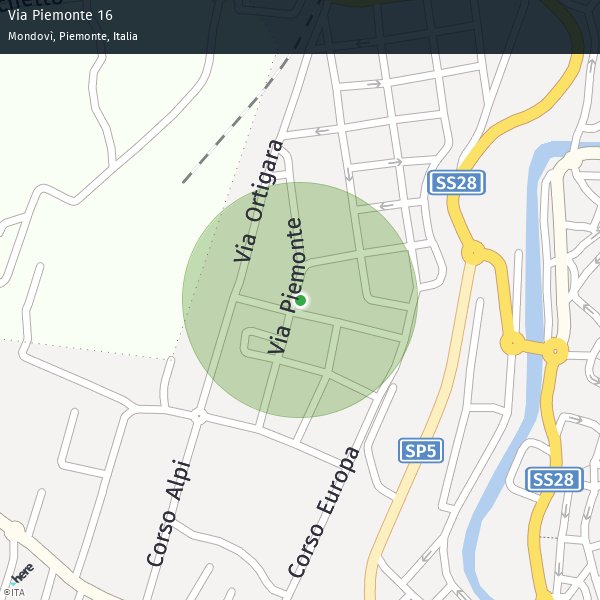 Via Piemonte 16
Mondovì, Piemonte, Italia
SS28
Via Ortigara
Via Piemonte
SP5
SS28
Corso Alpi
Corso Europa
here
©ITA